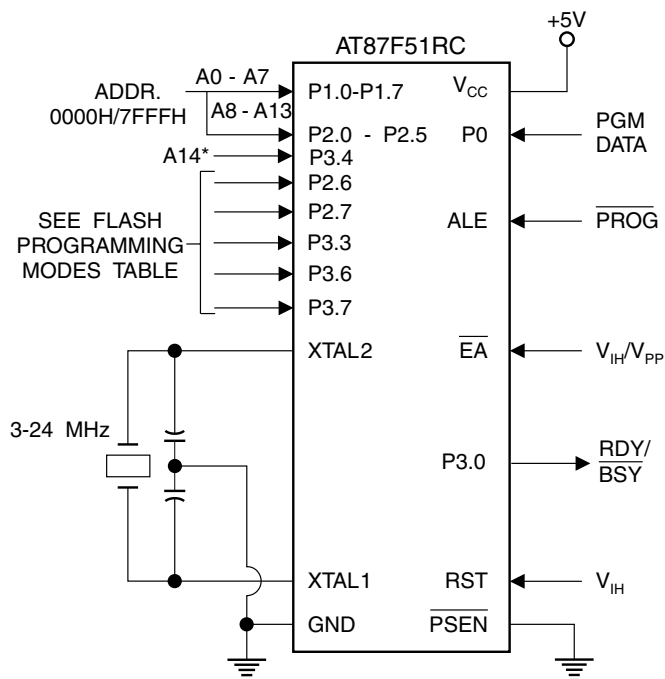 +5V
AT87F51RC
ADDR.
0000H/7FFFH
A0 - A7
A8 - A13
A14*
SEE FLASH
PROGRAMMING
MODES TABLE
3-24 MHz
P1.0-P1.7
P2.0 - P2.5
P3.4
P2.6
P2.7
P3.3
P3.6
P3.7
XTAL2
XTAL1
GND
VCC
P0
ALE
EA
P3.0
RST
PSEN
PGM
DATA
PROG
VIH/VPP
RDY/
BSY
VIH